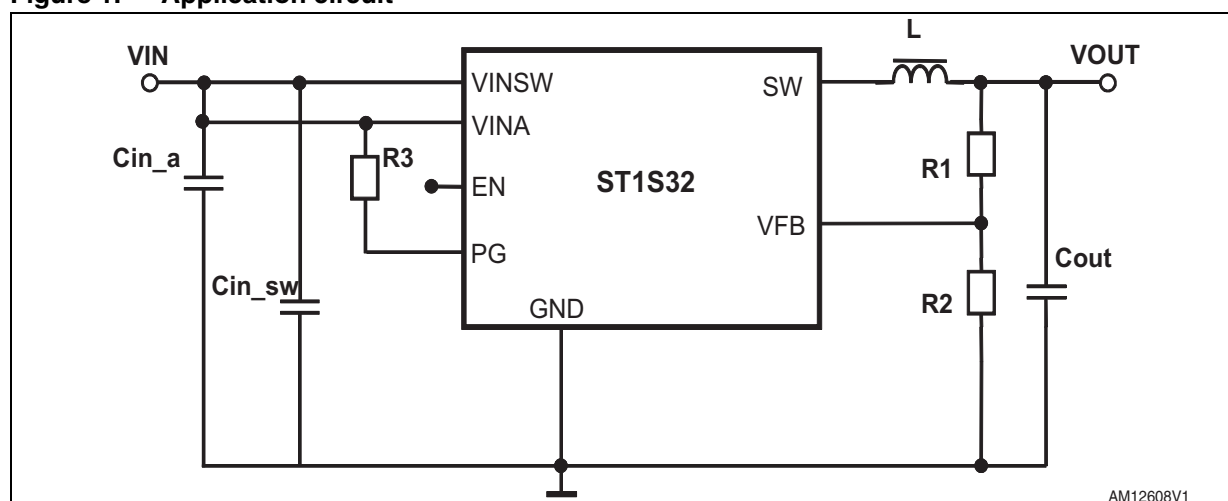 Figure 1. Application circuit
L
VIN
VOUT
VINSW
SW
VINA
Cin_a
R3
R1
EN
ST1S32
VFB
PG
Cout
Cin_sw
R2
GND
AM12608V1